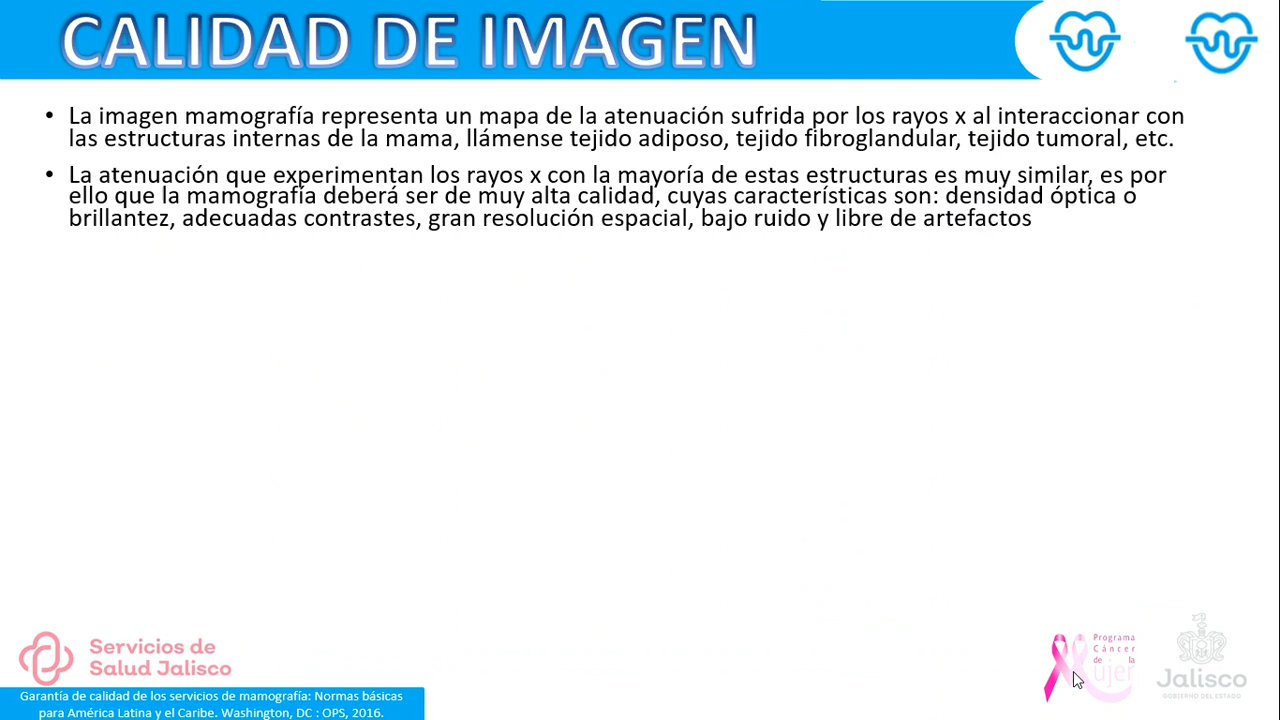 CALIDAD DE IMAGEN
• La imagen mamografía representa un mapa de la atenuación sufrida por los rayos x al interaccionar con
las estructuras internas de la mama, llámense tejido adiposo, tejido fibroglandular, tejido tumoral, etc.
• La atenuación que experimentan los rayos x con la mayoría de estas estructuras es muy similar, es por
ello que la mamografía deberá ser de muy alta calidad, cuyas características son: densidad óptica o
brillantez, adecuadas contrastes, gran resolución espacial, bajo ruido y libre de artefactos
Servicios de
Salud Jalisco
Programa
Cáncer
de la
ujer
Jalisco
GOBIERNO DEL ESTADO
Garantía de calidad de los servicios de mamografía: Normas básicas
para América Latina y el Caribe. Washington, DC : OPS, 2016.